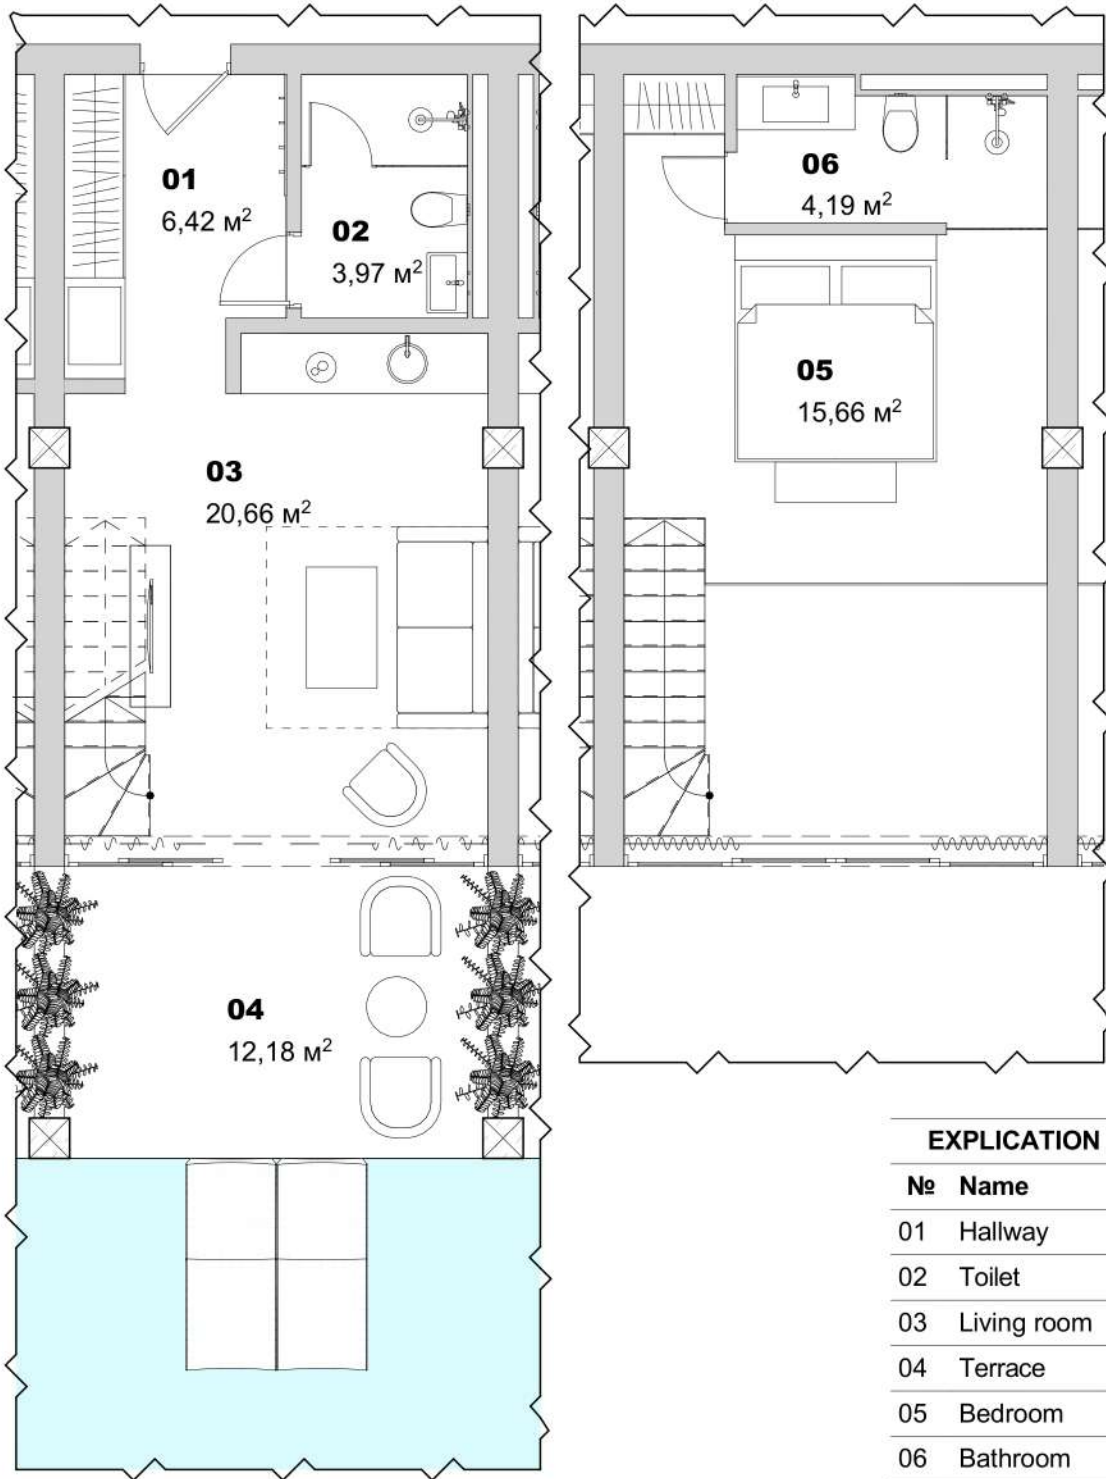 01
6,42 м²
02
3,97 м²
03
20,66 м²
04
12,18 м²
06
4,19 м²
05
15,66 м²
EXPLICATION
№ Name
01 Hallway
02 Toilet
03 Living room
04 Terrace
05 Bedroom
06 Bathroom